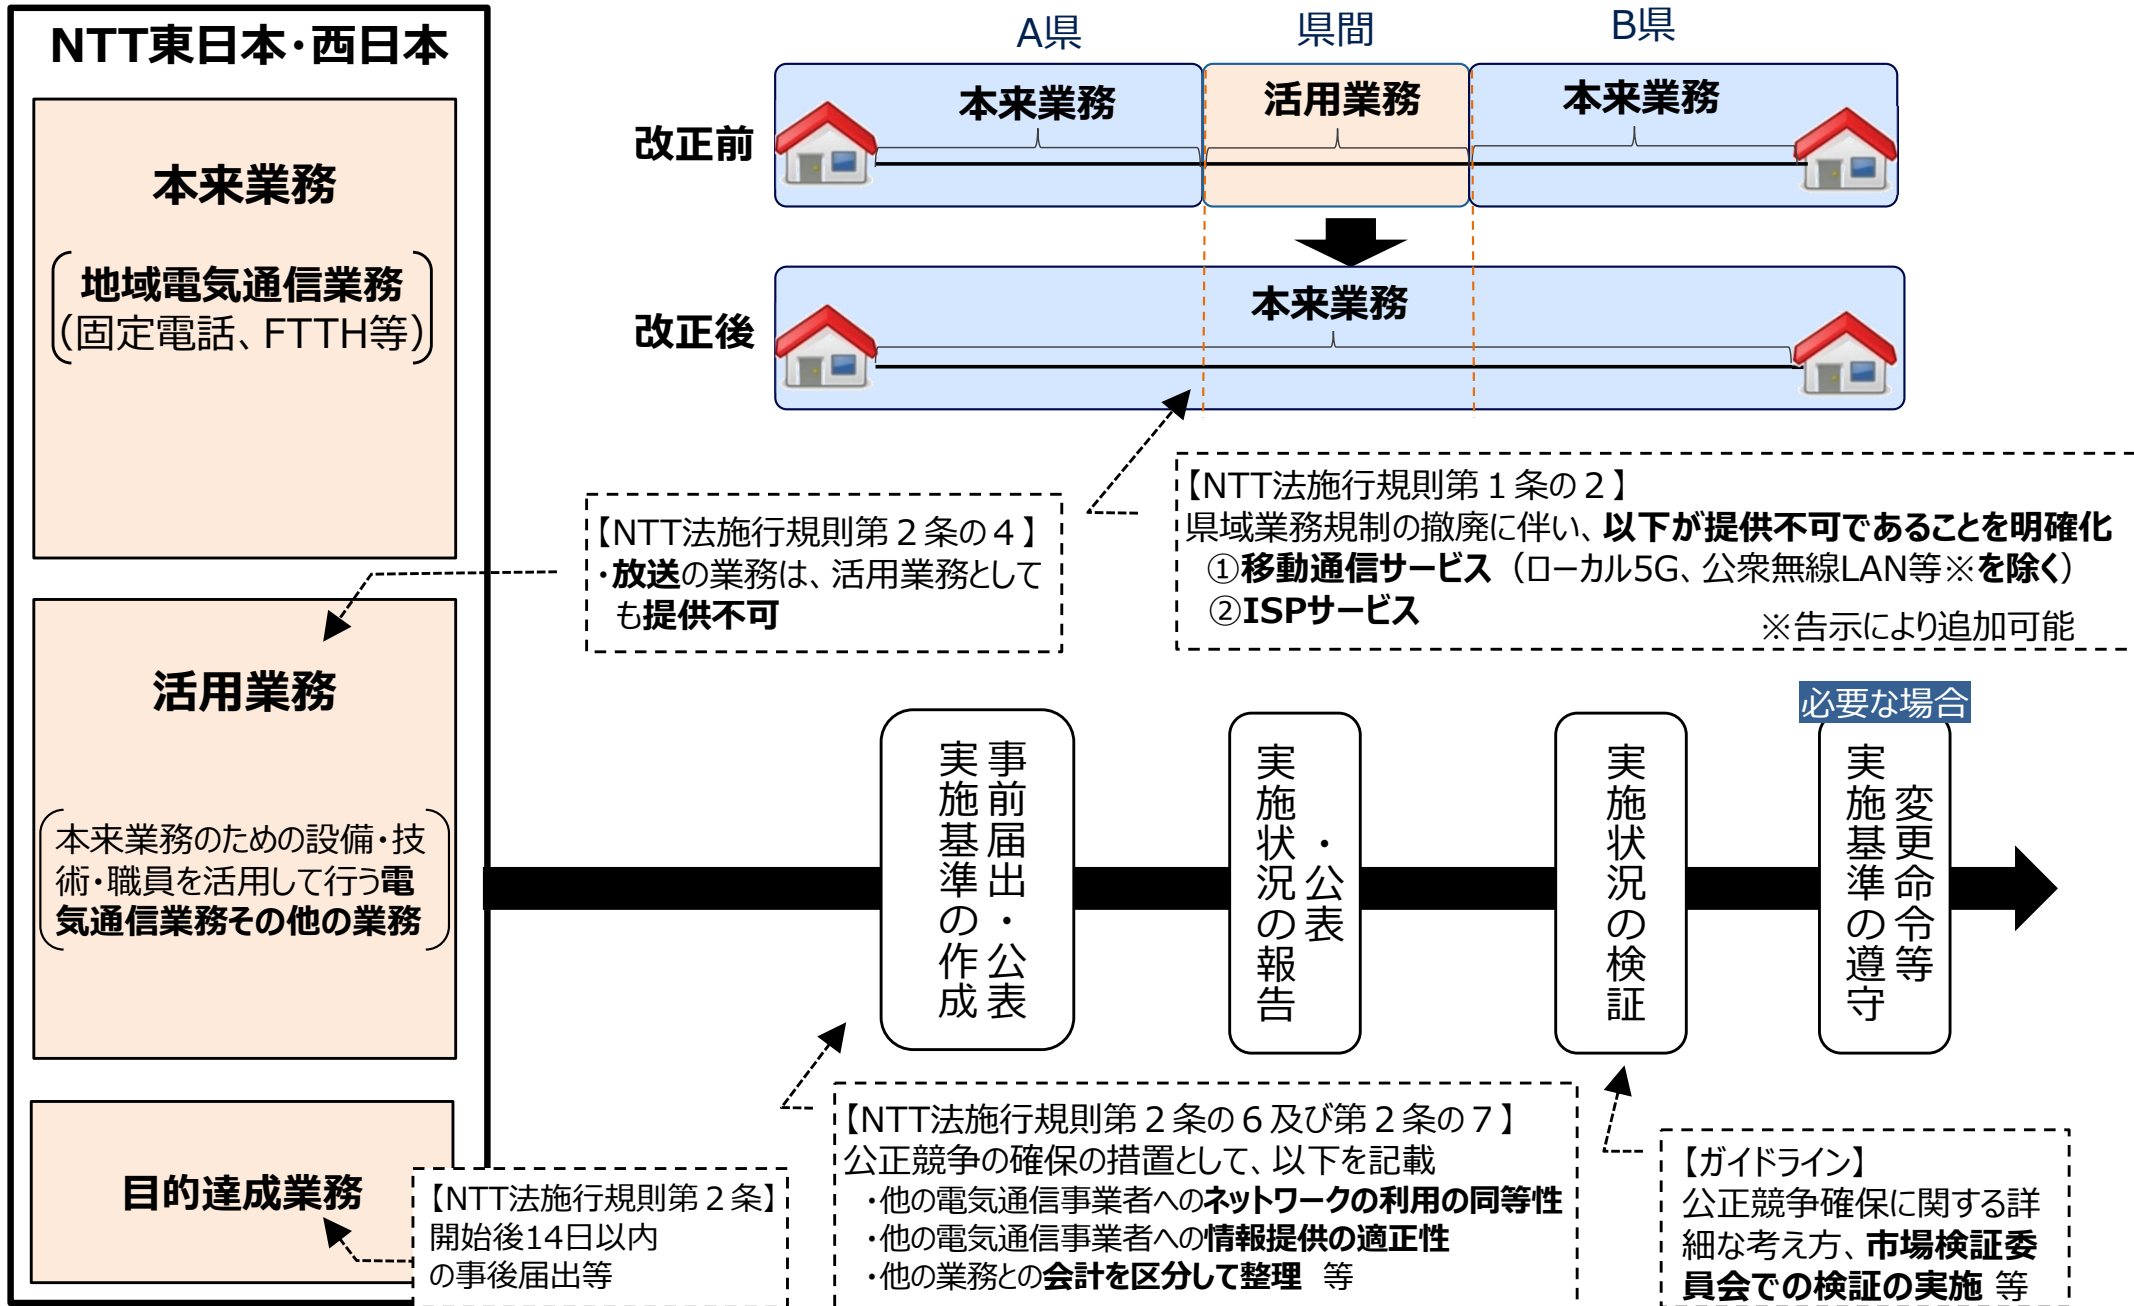 NTT東日本・西日本
本来業務
地域電気通信業務
（固定電話、FTTH等）
活用業務
本来業務のための設備・技
術・職員を活用して行う電
気通信業務その他の業務
目的達成業務
【NTT法施行規則第２条】
開始後14日以内
の事後届出等
A県
県間
B県
改正前
本来業務
活用業務
本来業務
改正後
本来業務
【NTT法施行規則第２条の４】
・放送の業務は、活用業務として
も提供不可
【NTT法施行規則第１条の２】
県域業務規制の撤廃に伴い、以下が提供不可であることを明確化
①移動通信サービス（ローカル5G、公衆無線LAN等※を除く）
②ISPサービス
※告示により追加可能
事前届出・公表
実施基準の作成
・公表
実施状況の報告
実施状況の検証
必要な場合
変更命令等
実施基準の遵守
【NTT法施行規則第２条の６及び第２条の７】
公正競争の確保の措置として、以下を記載
・他の電気通信事業者へのネットワークの利用の同等性
・他の電気通信事業者への情報提供の適正性
・他の業務との会計を区分して整理 等
【ガイドライン】
公正競争確保に関する詳
細な考え方、市場検証委
員会での検証の実施 等